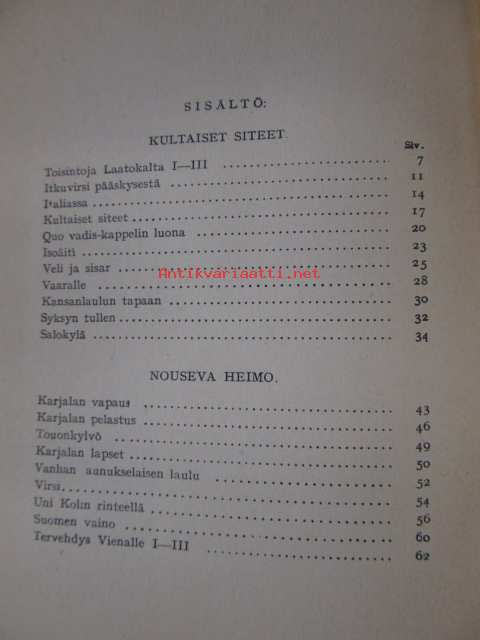 SISÄLTÖ:
KULTAISET SITEET.
Siv.
Toisintoja Laatokalta I—III 7
Itkuvirsi pääskysestä 11
Italiassa 14
Kultaiset siteet 17
Quo vadis-kappelin luona 20
Isoäiti 23
Veli ja sisar 25
Antikvariaatti.net
Vaaralle 28
Kansanlaulun tapaan 30
Syksyn tullen 32
Salokylä 34
NOUSEVA HEIMO.
Karjalan vapaus 43
Karjalan pelastus 46
Touonkylvö 49
Karjalan lapset 50
Vanhan aunukselaisen laulu 52
Virsi 54
Uni Kolin rinteellä 56
Suomen vaino 60
Tervehdys Vienalle I—III 62